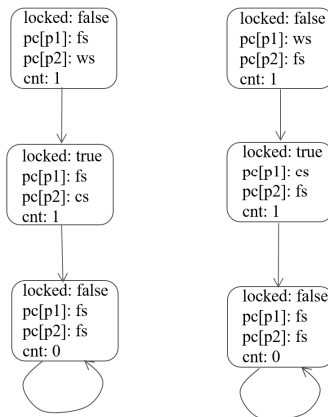 locked: false
pc[p1]: fs
pc[p2]: ws
cnt: 1
locked: true
pc[p1]: fs
pc[p2]: cs
cnt: 1
locked: false
pc[p1]: fs
pc[p2]: fs
cnt: 0
locked: false
pc[p1]: ws
pc[p2]: fs
cnt: 1
locked: true
pc[p1]: cs
pc[p2]: fs
cnt: 1
locked: false
pc[p1]: fs
pc[p2]: fs
cnt: 0